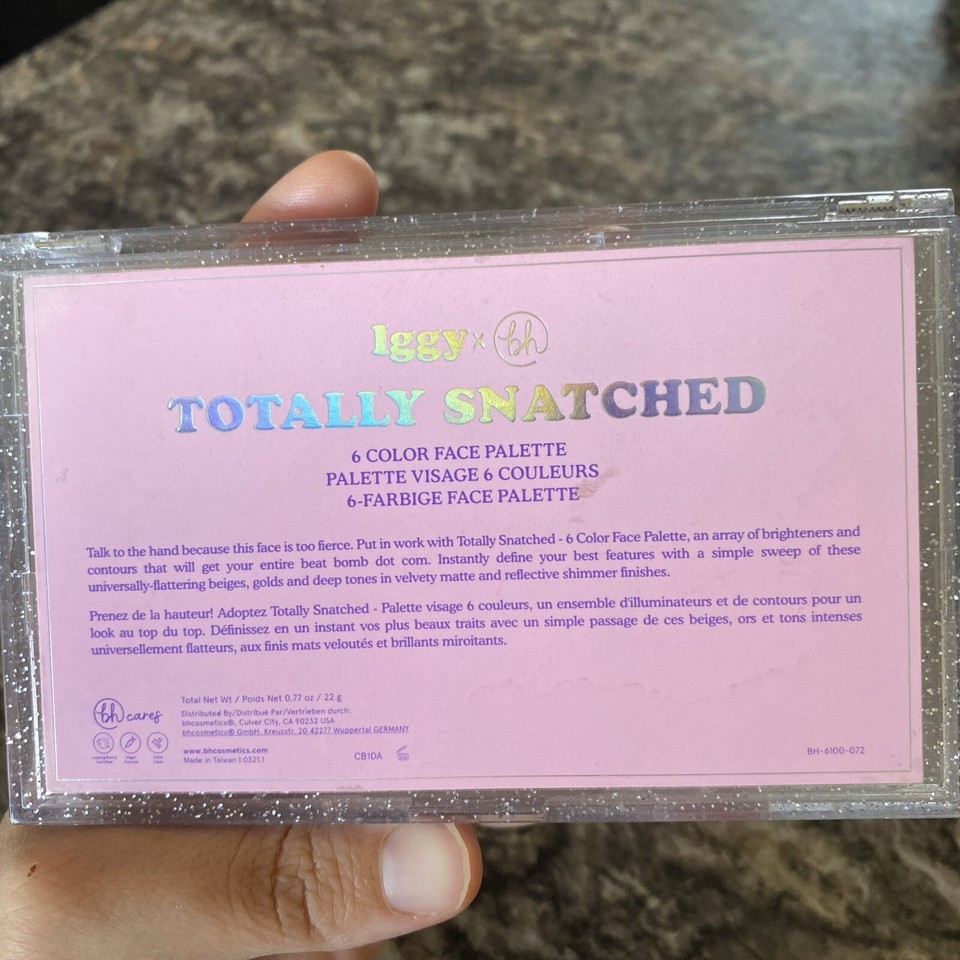 Iggy x bh
TOTALLY SNATCHED
6 COLOR FACE PALETTE
PALETTE VISAGE 6 COULEURS
6-FARBIGE FACE PALETTE
Talk to the hand because this face is too fierce. Put in work with Totally Snatched - 6 Color Face Palette, an array of brighteners and
contours that will get your entire beat bomb dot com. Instantly define your best features with a simple sweep of these
universally-flattering beiges, golds and deep tones in velvety matte and reflective shimmer finishes.
Prenez de la hauteur! Adoptez Totally Snatched - Palette visage 6 couleurs, un ensemble d'illuminateurs et de contours pour un
look au top du top. Définissez en un instant vos plus beaux traits avec un simple passage de ces beiges, ors et tons intenses
universellement flatteurs, aux finis mats veloutés et brillants miroitants.
bh cares
Total Net Wt / Poids Net 0.77 oz / 22 g
Distributed By/Distribué Par/Vertrieben durch:
bhcosmetics®, Culver City, CA 90232 USA
bhcosmetics® GmbH, Kreuzstr. 20 42277 Wuppertal GERMANY
www.bhcosmetics.com
Made in Taiwan | 0321.1
CB1DA
BH-6100-072